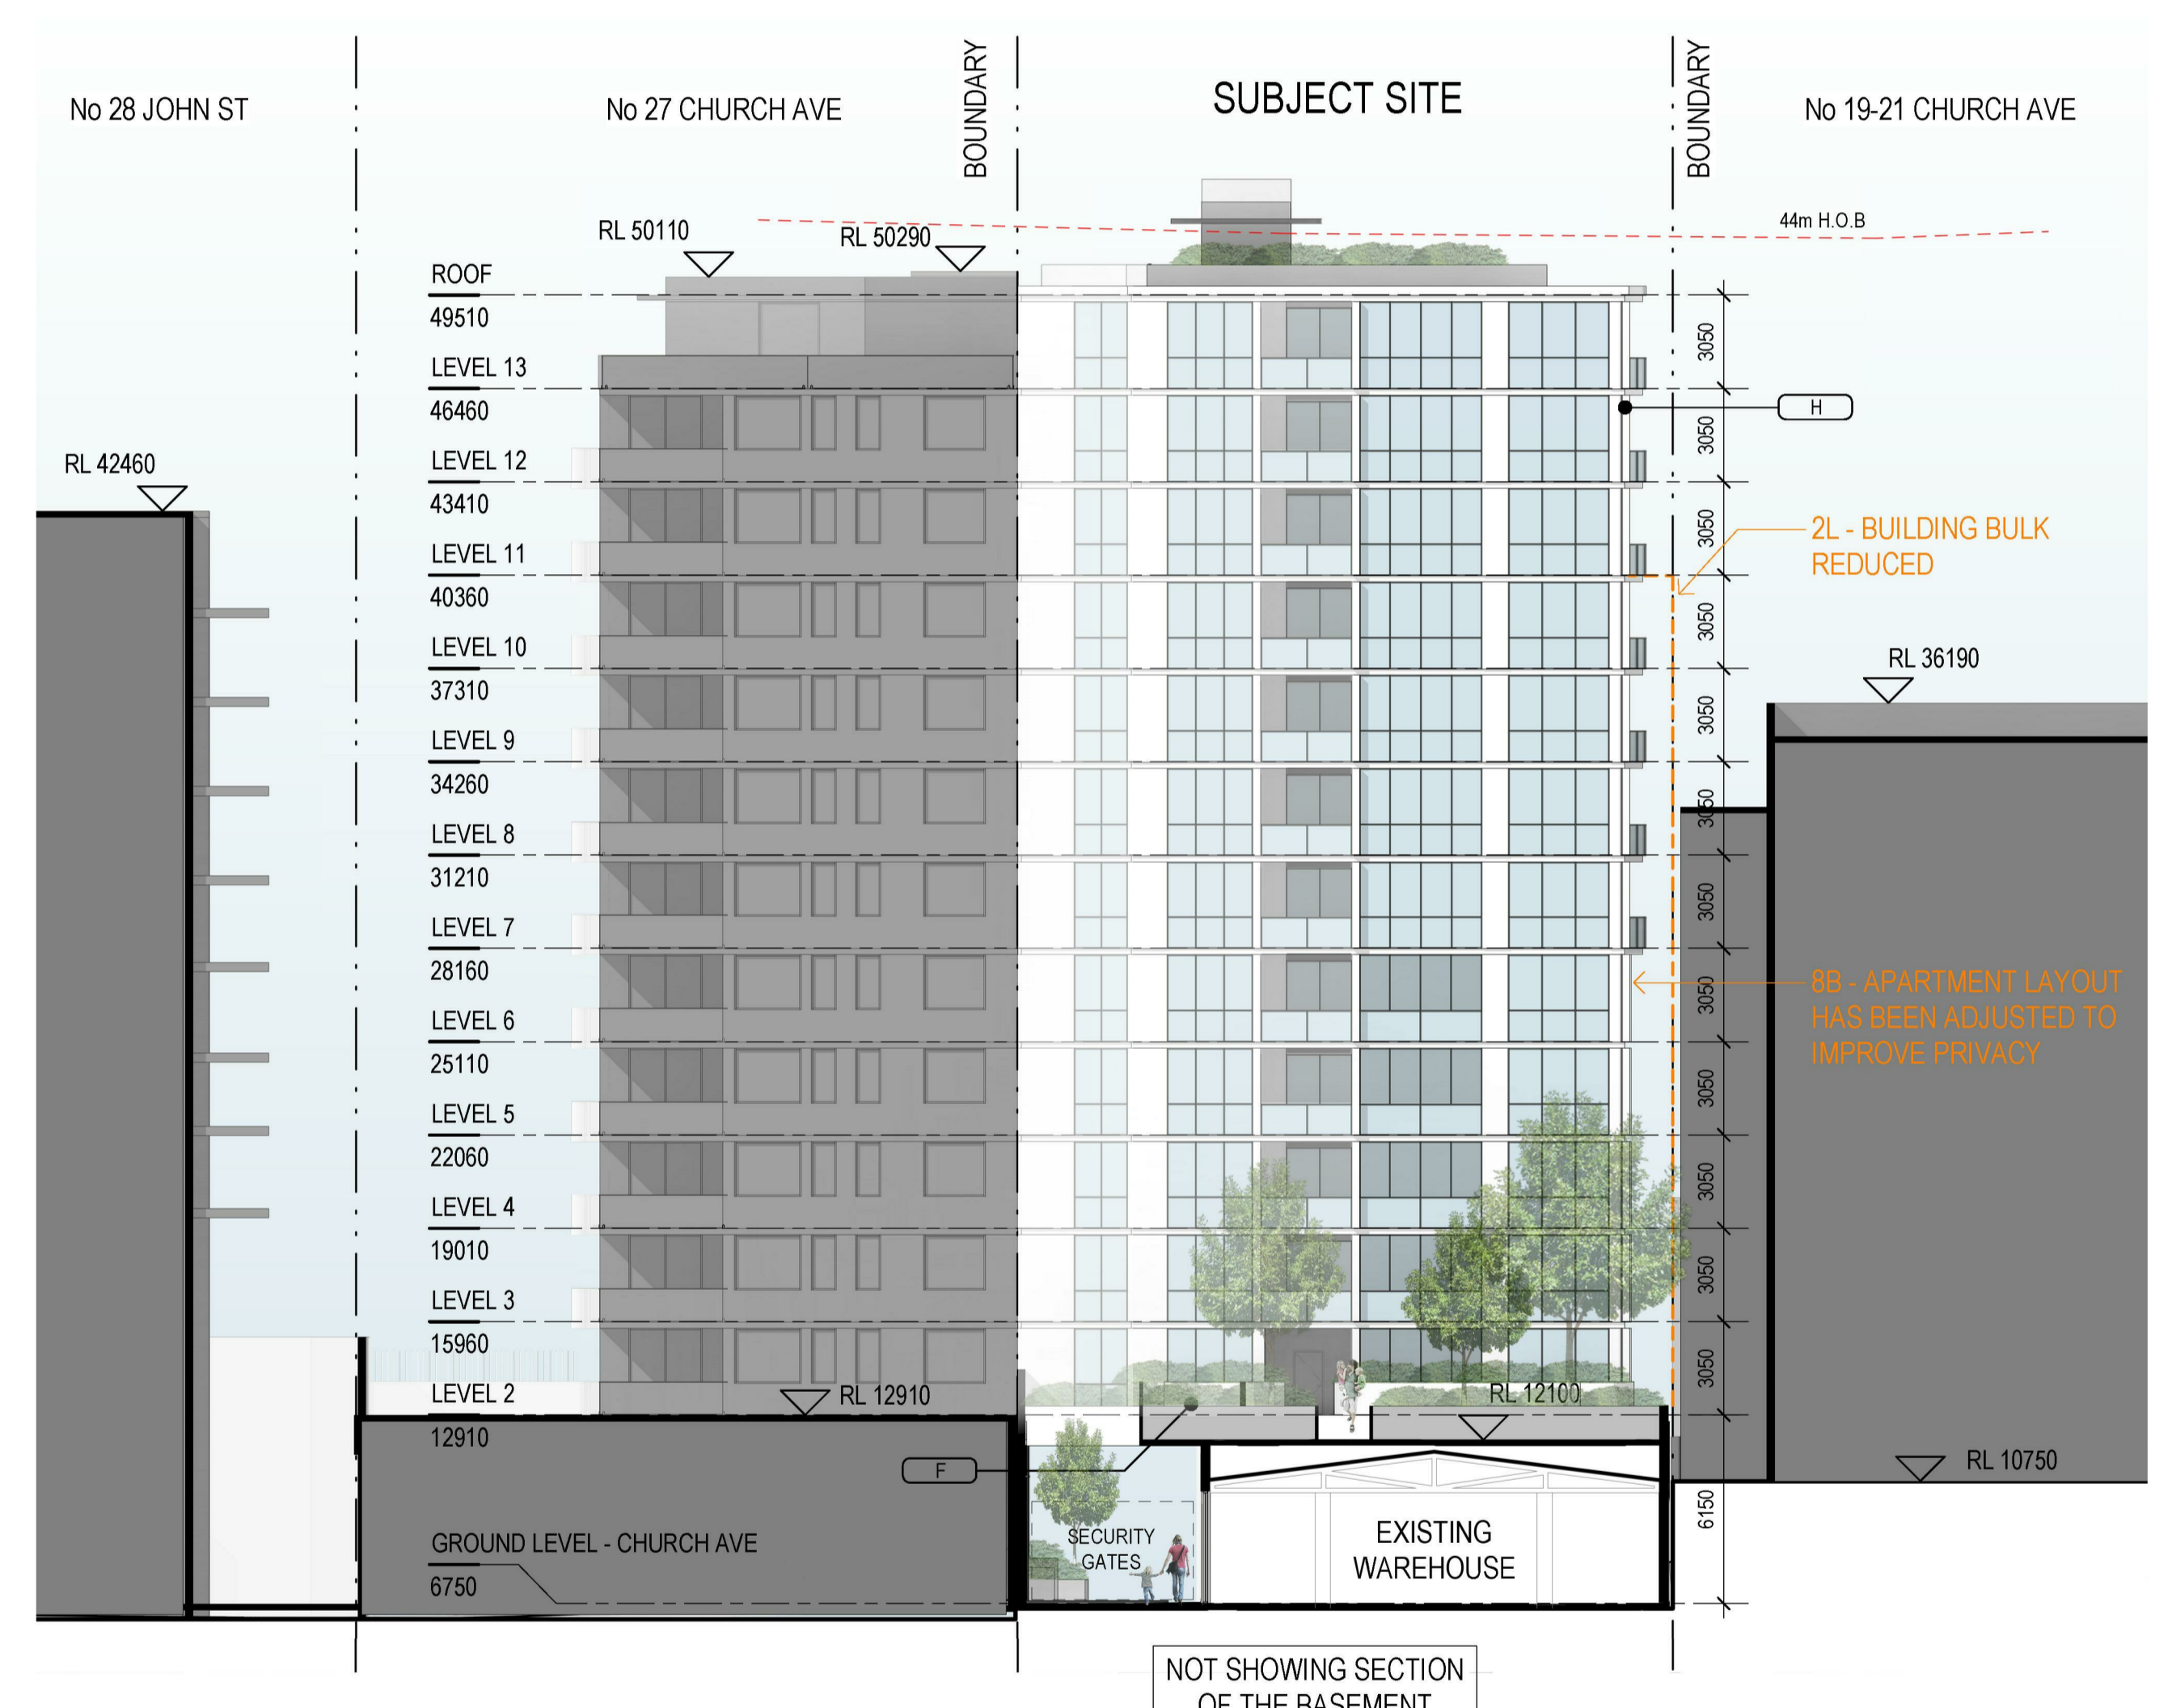 No 28 JOHN ST
No 27 CHURCH AVE
BOUNDARY
SUBJECT SITE
BOUNDARY
No 19-21 CHURCH AVE
44m H.O.B
RL 50110
RL 50290
ROOF
49510
3050
LEVEL 13
46460
H
3050
LEVEL 12
43410
RL 42460
3050
2L - BUILDING BULK
REDUCED
LEVEL 11
40360
3050
LEVEL 10
37310
RL 36190
3050
LEVEL 9
34260
3050
LEVEL 8
31210
3050
LEVEL 7
28160
3050
8B - APARTMENT LAYOUT
HAS BEEN ADJUSTED TO
IMPROVE PRIVACY
LEVEL 6
25110
3050
LEVEL 5
22060
3050
LEVEL 4
19010
3050
LEVEL 3
15960
3050
LEVEL 2
12910
RL 12910
RL 12100
F
RL 10750
6150
SECURITY
GATES
EXISTING
WAREHOUSE
GROUND LEVEL - CHURCH AVE
6750
NOT SHOWING SECTION
OF THE BASEMENT